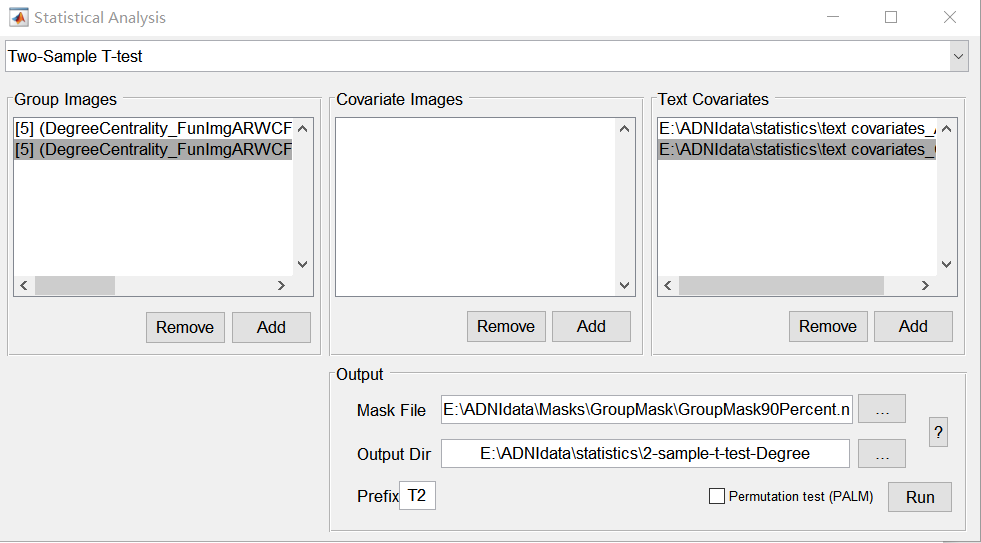 Statistical Analysis
Two-Sample T-test
Group Images
[5] (DegreeCentrality_FunImgARWCF
[5] (DegreeCentrality_FunImgARWCF
Remove Add
Covariate Images
Remove Add
Text Covariates
E:\ADNIdata\statistics\text covariates_
E:\ADNIdata\statistics\text covariates_
Remove Add
Output
Mask File E:\ADNIdata\Masks\GroupMask\GroupMask90Percent.n ...
?
Output Dir E:\ADNIdata\statistics\2-sample-t-test-Degree ...
Prefix T2 Permutation test (PALM) Run